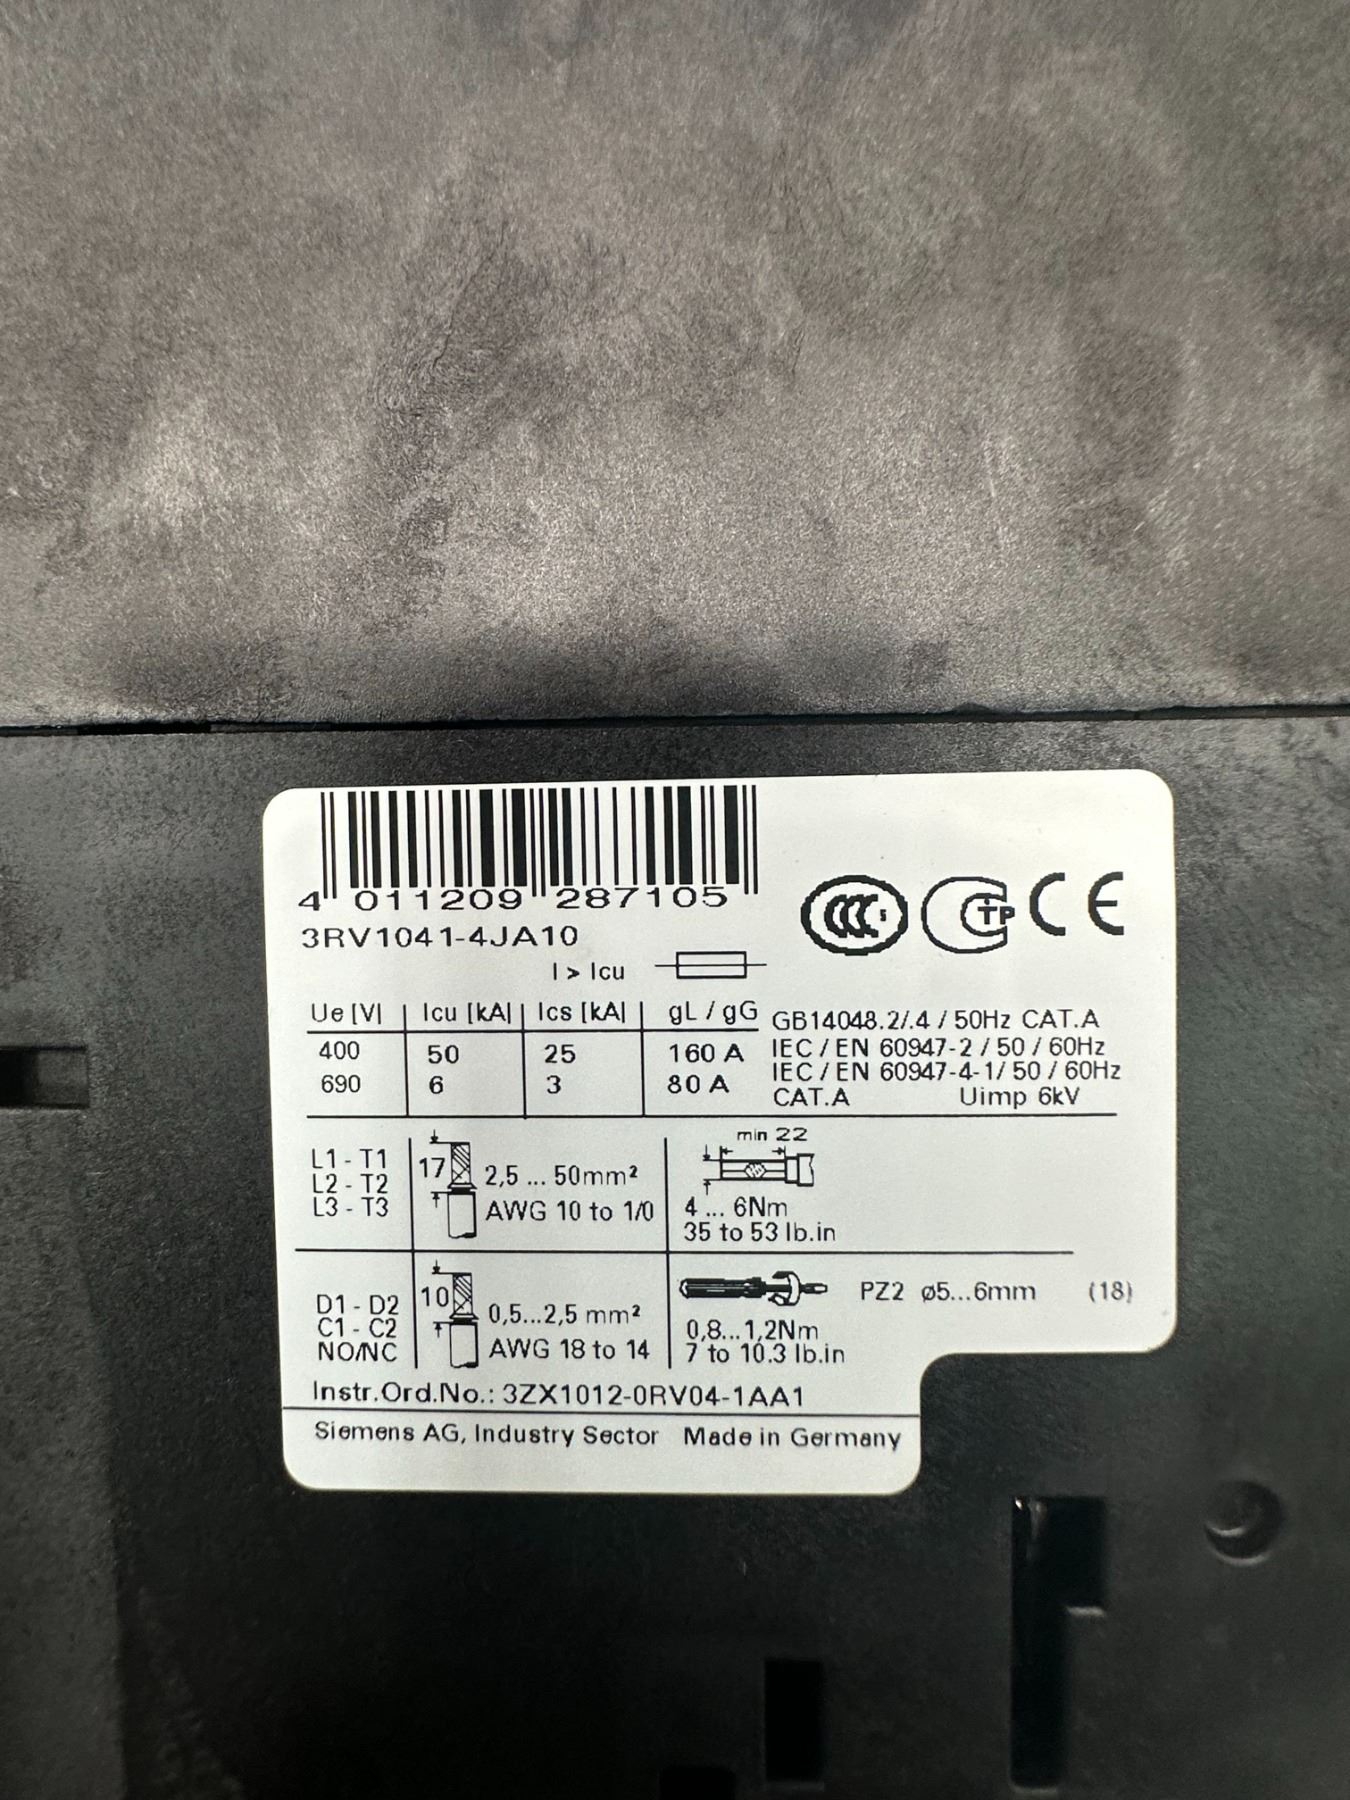 4 011209 287105
3RV1041-4JA10
CCC S CTP CE
I > Icu
Ue [V] Icu [kA] Ics [kA] gL / gG
400 50 25 160 A
690 6 3 80 A
GB14048.2/.4 / 50Hz CAT.A
IEC / EN 60947-2 / 50 / 60Hz
IEC / EN 60947-4-1/ 50 / 60Hz
CAT.A Uimp 6kV
L1 - T1
L2 - T2
L3 - T3
17
2,5 ... 50mm²
AWG 10 to 1/0
min 22
4 ... 6Nm
35 to 53 lb.in
D1 - D2
C1 - C2
NO/NC
10
0,5...2,5 mm²
AWG 18 to 14
PZ2 ø5...6mm (18)
0,8...1,2Nm
7 to 10.3 lb.in
Instr.Ord.No.: 3ZX1012-0RV04-1AA1
Siemens AG, Industry Sector Made in Germany